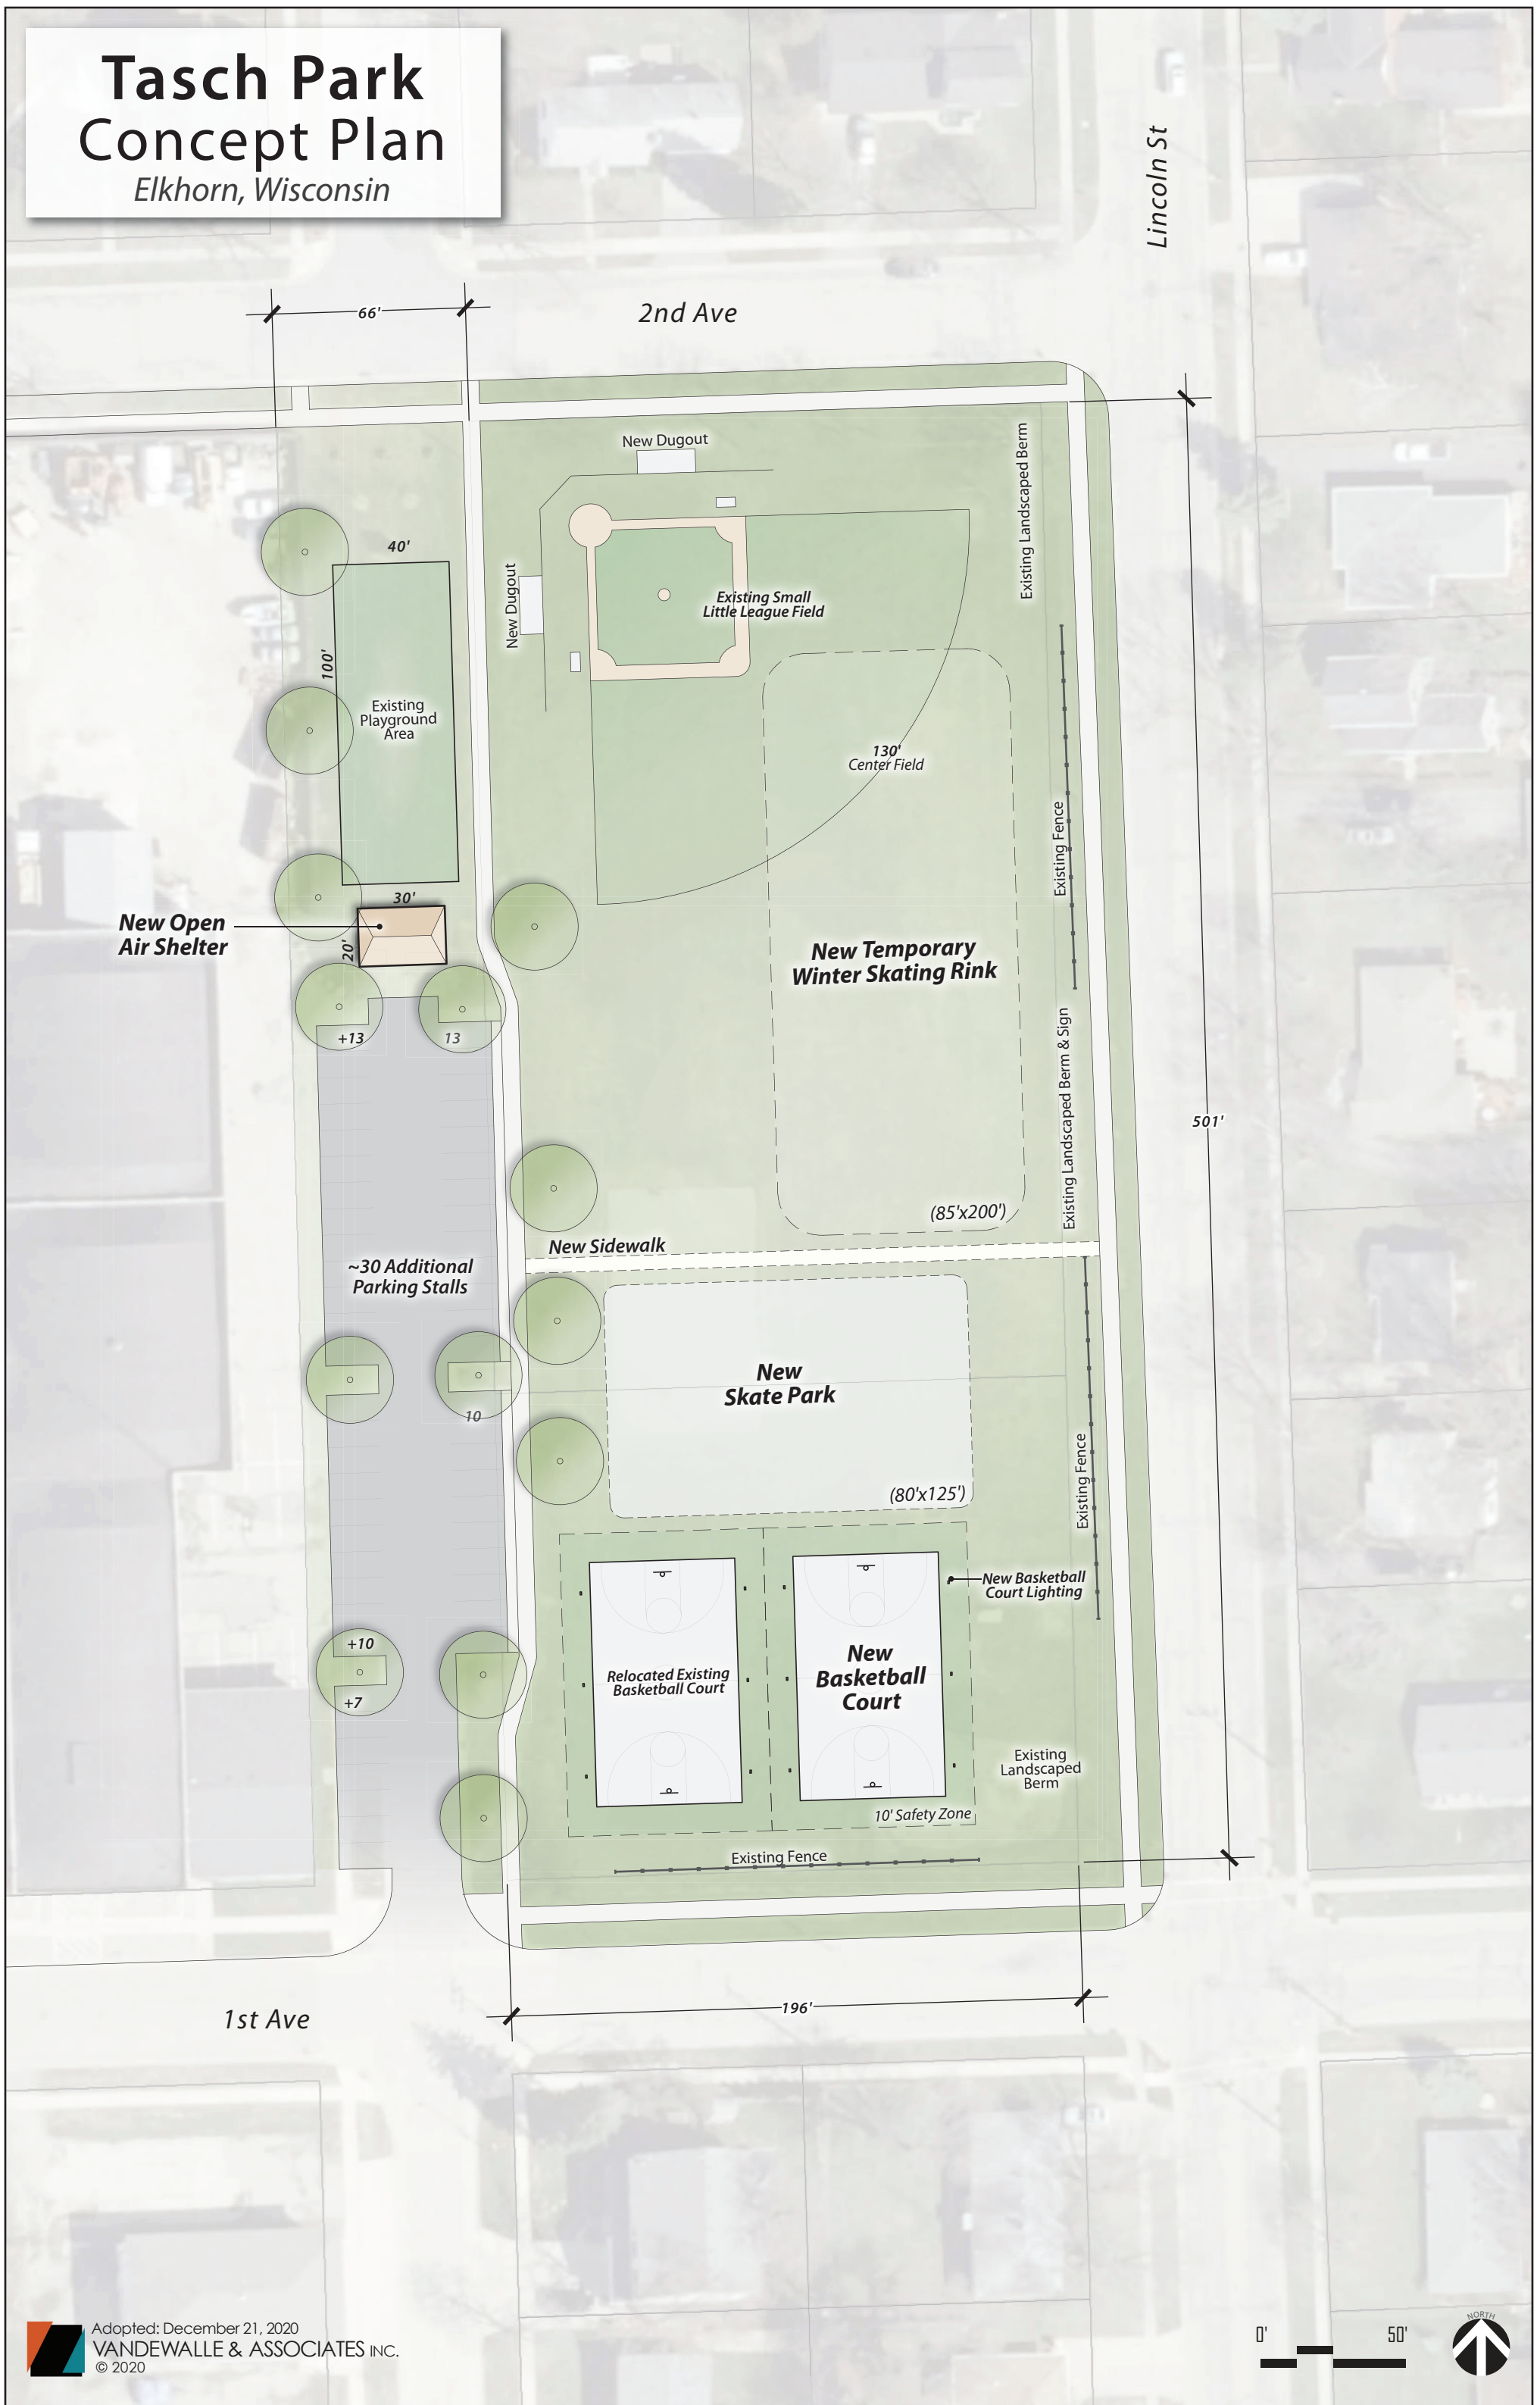 Tasch Park
Concept Plan
Elkhorn, Wisconsin
Lincoln St
66'
2nd Ave
New Dugout
Existing Landscaped Berm
40'
New Dugout
Existing Small
Little League Field
100'
Existing
Playground
Area
130'
Center Field
Existing Fence
30'
New Open
Air Shelter
20'
New Temporary
Winter Skating Rink
+13
13
Existing Landscaped Berm & Sign
501'
(85'x200')
New Sidewalk
~30 Additional
Parking Stalls
New
Skate Park
10
(80'x125')
Existing Fence
New Basketball
Court Lighting
+10
+7
Relocated Existing
Basketball Court
New
Basketball
Court
Existing
Landscaped
Berm
10' Safety Zone
Existing Fence
196'
1st Ave
Adopted: December 21, 2020
VANDEWALLE & ASSOCIATES INC.
© 2020
0'
50'
NORTH